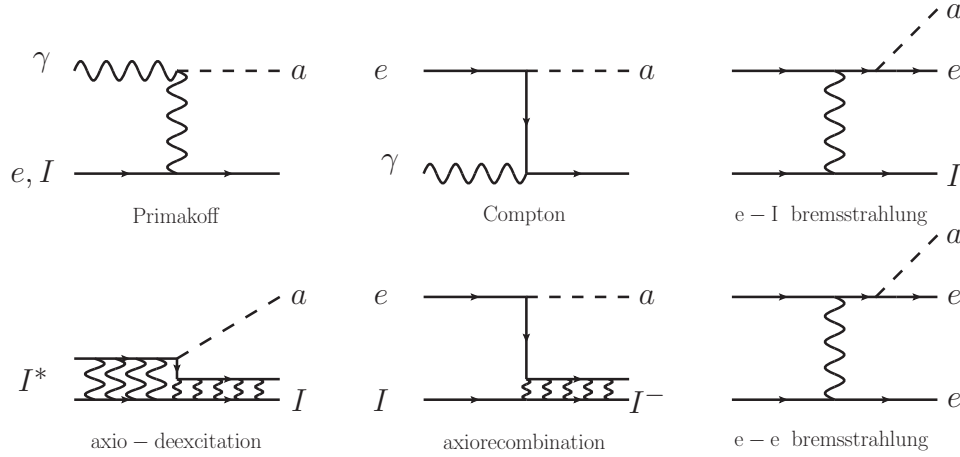 γ
a
e, I
Primakoff
e
a
γ
Compton
a
e
I
e − I bremsstrahlung
I*
a
I
axio − deexcitation
e
a
I
I−
axiorecombination
a
e
e
e − e bremsstrahlung